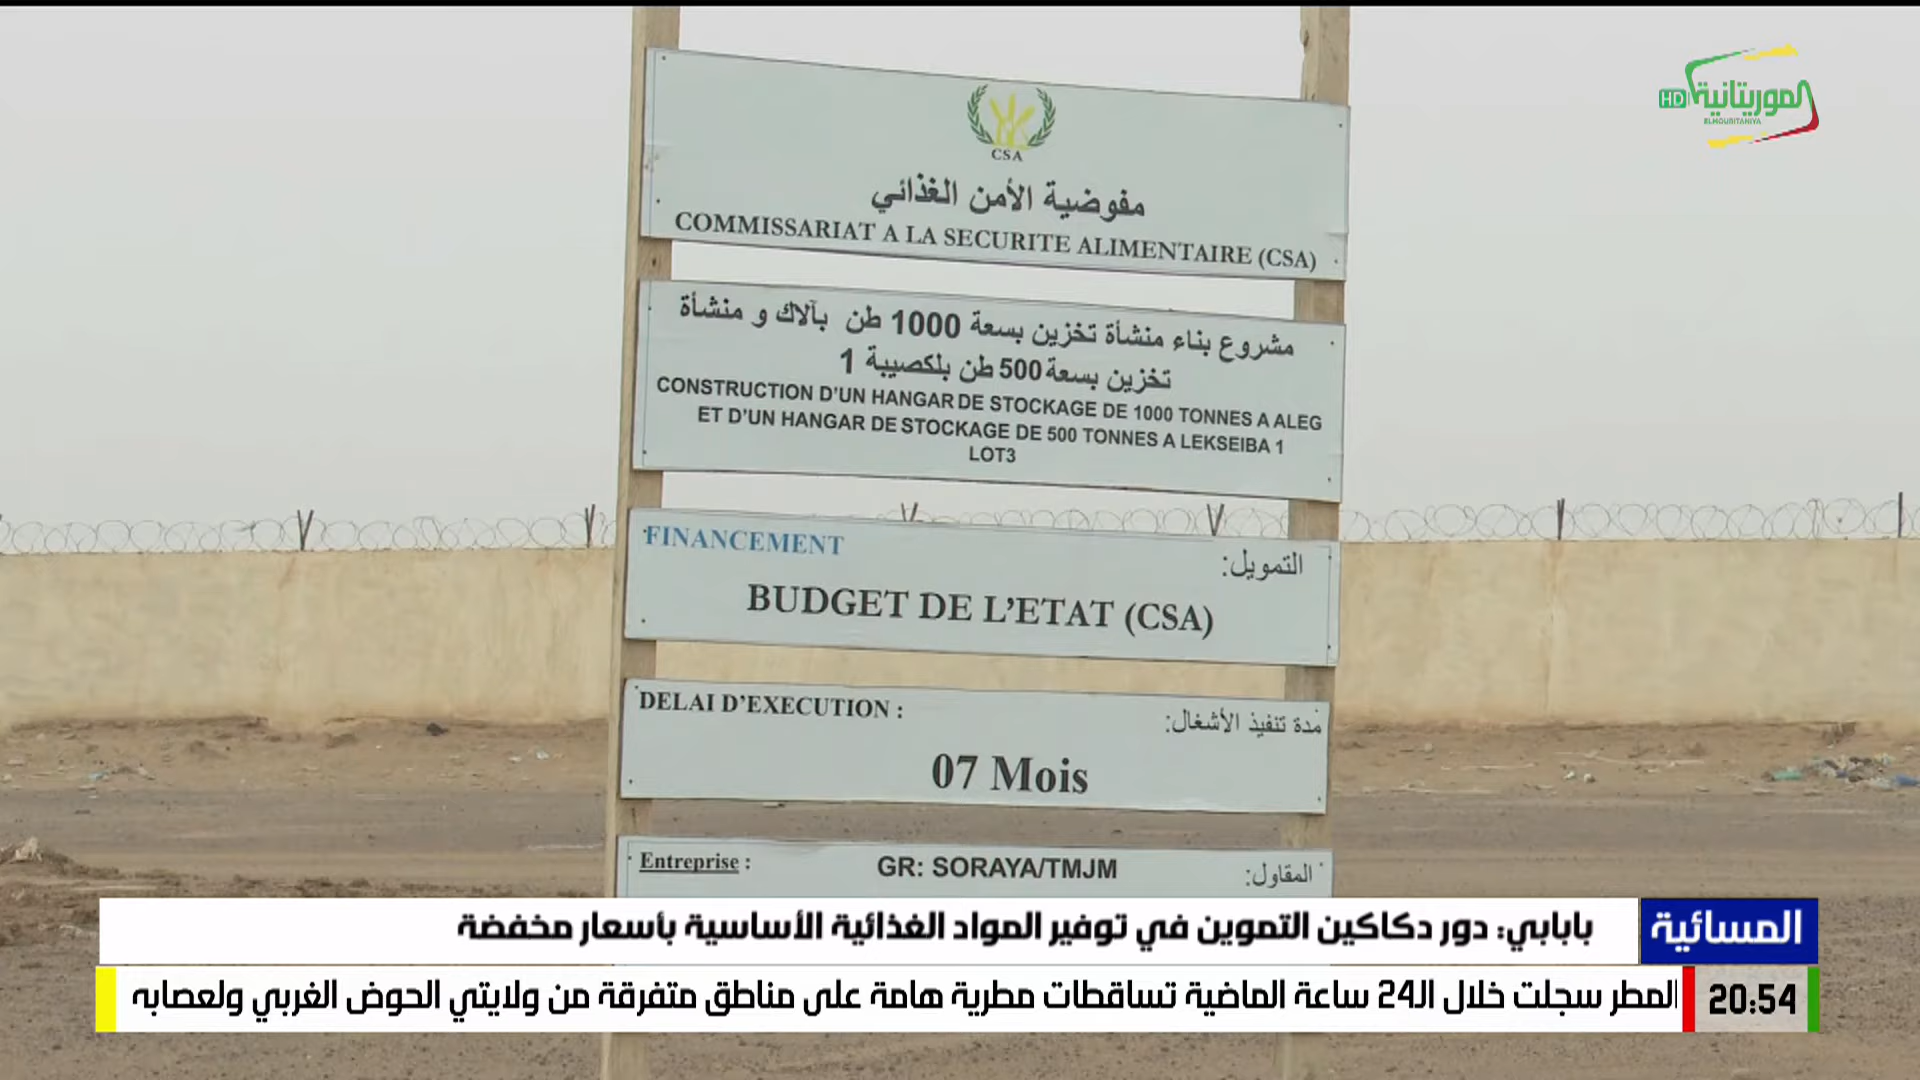 الموريتانية HD
ELMOURITANIYA
CSA
مفوضية الأمن الغذائي
COMMISSARIAT A LA SECURITE ALIMENTAIRE (CSA)
مشروع بناء منشأة تخزين بسعة 1000 طن بآلاك و منشأة
تخزين بسعة 500 طن بلكصيبة 1
CONSTRUCTION D'UN HANGAR DE STOCKAGE DE 1000 TONNES A ALEG
ET D'UN HANGAR DE STOCKAGE DE 500 TONNES A LEKSEIBA 1
LOT3
FINANCEMENT التمويل:
BUDGET DE L'ETAT (CSA)
DELAI D'EXECUTION : مدة تنفيذ الأشغال:
07 Mois
Entreprise : GR: SORAYA/TMJM المقاول:
المسائية بابابي: دور دكاكين التموين في توفير المواد الغذائية الأساسية بأسعار مخفضة
20:54 المطر سجلت خلال الـ24 ساعة الماضية تساقطات مطرية هامة على مناطق متفرقة من ولايتي الحوض الغربي ولعصابه